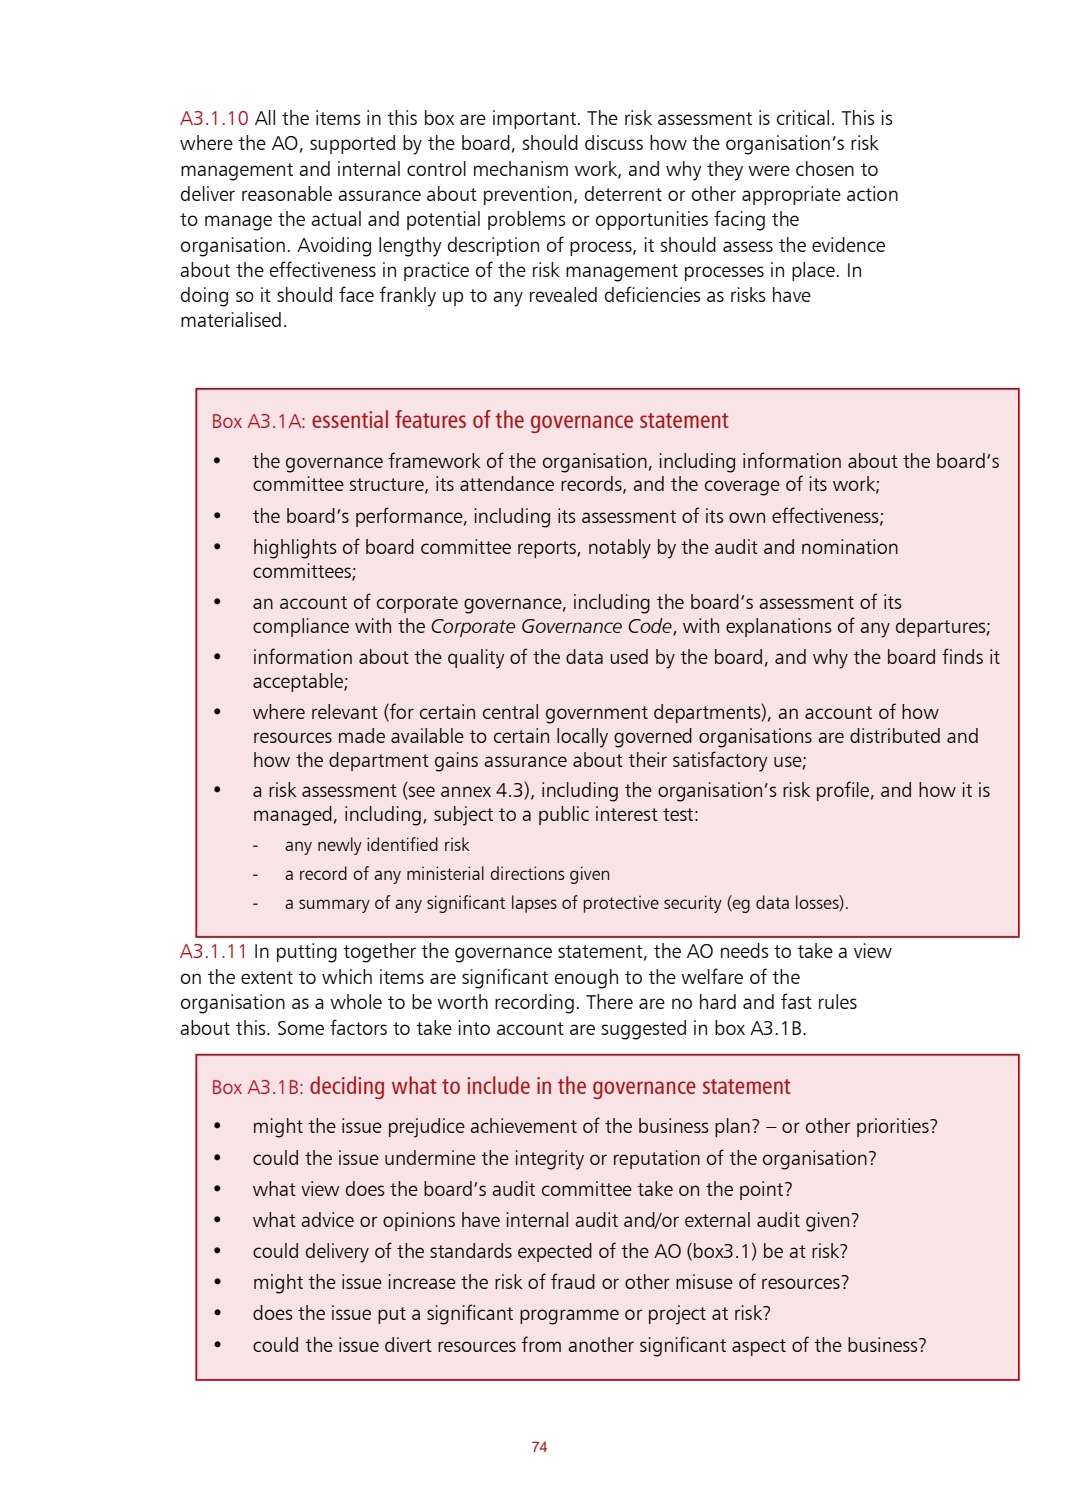 A3.1.10 All the items in this box are important. The risk assessment is critical. This is
where the AO, supported by the board, should discuss how the organisation's risk
management and internal control mechanism work, and why they were chosen to
deliver reasonable assurance about prevention, deterrent or other appropriate action
to manage the actual and potential problems or opportunities facing the
organisation. Avoiding lengthy description of process, it should assess the evidence
about the effectiveness in practice of the risk management processes in place. In
doing so it should face frankly up to any revealed deficiencies as risks have
materialised.
Box A3.1A: essential features of the governance statement
• the governance framework of the organisation, including information about the board's
committee structure, its attendance records, and the coverage of its work;
• the board's performance, including its assessment of its own effectiveness;
• highlights of board committee reports, notably by the audit and nomination
committees;
• an account of corporate governance, including the board's assessment of its
compliance with the Corporate Governance Code, with explanations of any departures;
• information about the quality of the data used by the board, and why the board finds it
acceptable;
• where relevant (for certain central government departments), an account of how
resources made available to certain locally governed organisations are distributed and
how the department gains assurance about their satisfactory use;
• a risk assessment (see annex 4.3), including the organisation's risk profile, and how it is
managed, including, subject to a public interest test:
- any newly identified risk
- a record of any ministerial directions given
- a summary of any significant lapses of protective security (eg data losses).
A3.1.11 In putting together the governance statement, the AO needs to take a view
on the extent to which items are significant enough to the welfare of the
organisation as a whole to be worth recording. There are no hard and fast rules
about this. Some factors to take into account are suggested in box A3.1B.
Box A3.1B: deciding what to include in the governance statement
• might the issue prejudice achievement of the business plan? – or other priorities?
• could the issue undermine the integrity or reputation of the organisation?
• what view does the board's audit committee take on the point?
• what advice or opinions have internal audit and/or external audit given?
• could delivery of the standards expected of the AO (box3.1) be at risk?
• might the issue increase the risk of fraud or other misuse of resources?
• does the issue put a significant programme or project at risk?
• could the issue divert resources from another significant aspect of the business?
74